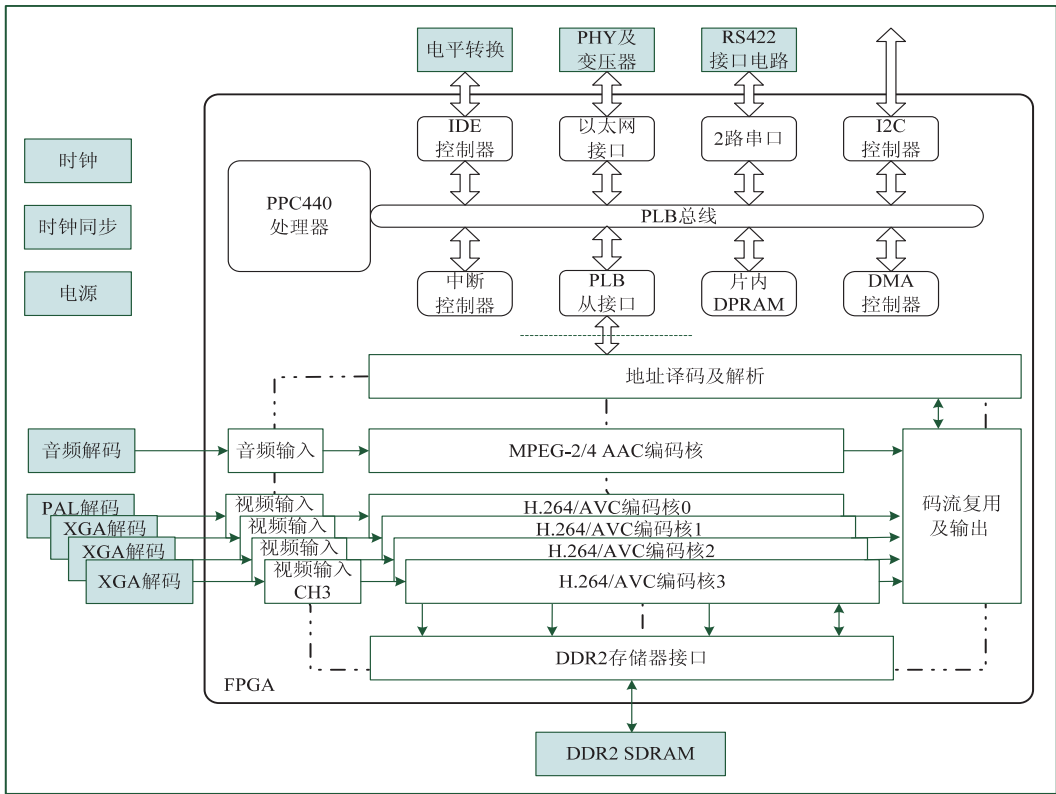 电平转换
PHY及
变压器
RS422
接口电路
IDE
控制器
以太网
接口
2路串口
I2C
控制器
时钟
时钟同步
电源
PPC440
处理器
PLB总线
中断
控制器
PLB
从接口
片内
DPRAM
DMA
控制器
地址译码及解析
音频解码
音频输入
MPEG-2/4 AAC编码核
码流复用
及输出
PAL解码
XGA解码
XGA解码
XGA解码
视频输入
视频输入
视频输入
视频输入
CH3
H.264/AVC编码核0
H.264/AVC编码核1
H.264/AVC编码核2
H.264/AVC编码核3
DDR2存储器接口
FPGA
DDR2 SDRAM